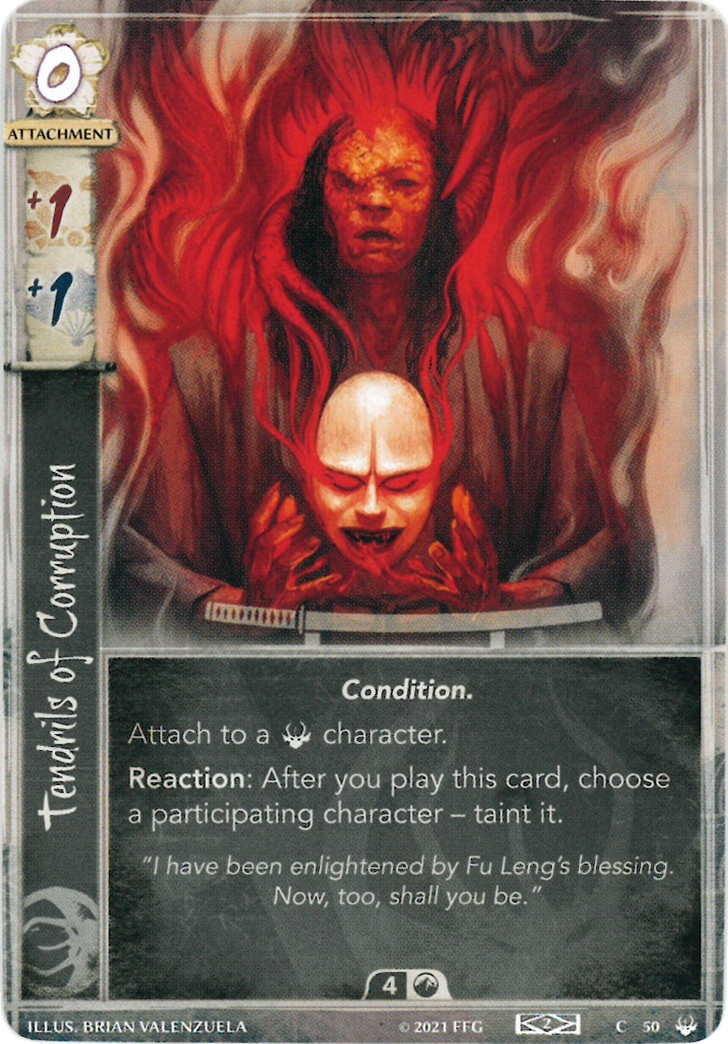 0
ATTACHMENT
+1
+1
Tendrils of Corruption
Condition.
Attach to a character.
Reaction: After you play this card, choose
a participating character – taint it.
“I have been enlightened by Fu Leng’s blessing.
Now, too, shall you be.”
4
ILLUS. BRIAN VALENZUELA © 2021 FFG 2 C 50